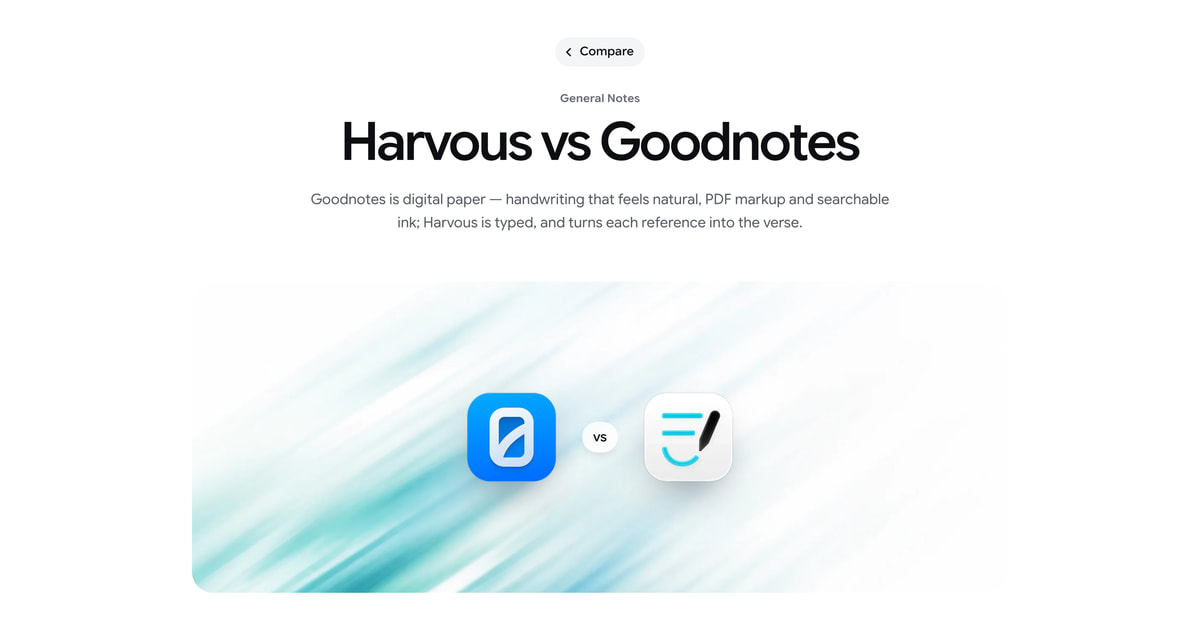 Compare
General Notes
Harvous vs Goodnotes
Goodnotes is digital paper — handwriting that feels natural, PDF markup and searchable
ink; Harvous is typed, and turns each reference into the verse.
vs